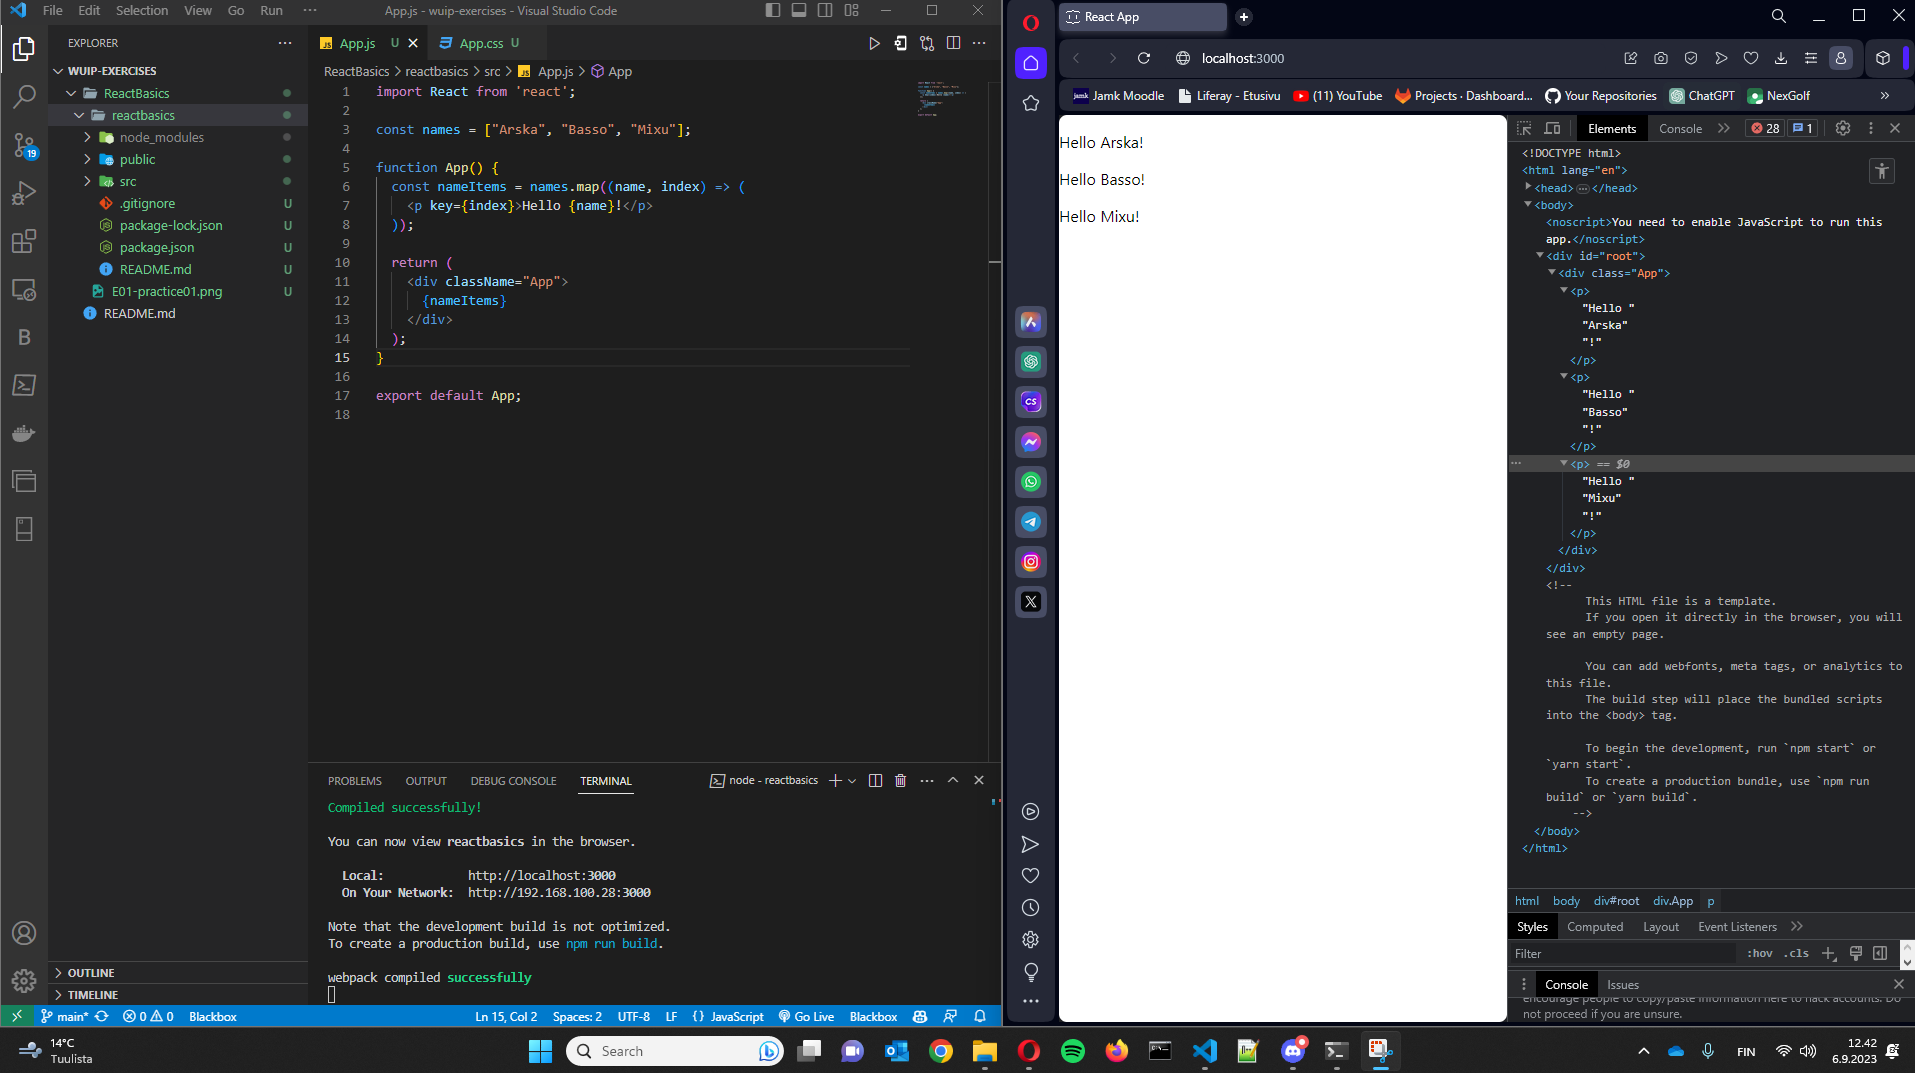 File Edit Selection View Go Run ···
App.js - wuip-exercises - Visual Studio Code
EXPLORER
WUIP-EXERCISES
ReactBasics
reactbasics
node_modules
public
src
.gitignore U
package-lock.json U
package.json U
README.md U
E01-practice01.png U
README.md
OUTLINE
TIMELINE
19
JS App.js U
App.css U
ReactBasics > reactbasics > src > JS App.js > App
1 import React from 'react';
2
3 const names = ["Arska", "Basso", "Mixu"];
4
5 function App() {
6 const nameItems = names.map((name, index) => (
7 <p key={index}>Hello {name}!</p>
8 ));
9
10 return (
11 <div className="App">
12 {nameItems}
13 </div>
14 );
15 }
16
17 export default App;
18
PROBLEMS OUTPUT DEBUG CONSOLE TERMINAL
node - reactbasics
Compiled successfully!
You can now view reactbasics in the browser.
Local: http://localhost:3000
On Your Network: http://192.168.100.28:3000
Note that the development build is not optimized.
To create a production build, use npm run build.
webpack compiled successfully
main* 0 0 Blackbox
Ln 15, Col 2 Spaces: 2 UTF-8 LF {} JavaScript Go Live Blackbox
React App
localhost:3000
jamk Jamk Moodle
Liferay - Etusivu
(11) YouTube
Projects · Dashboard...
Your Repositories
ChatGPT
NexGolf
CS
Hello Arska!
Hello Basso!
Hello Mixu!
Elements Console 28 1
<!DOCTYPE html>
<html lang="en">
<head> ··· </head>
<body>
<noscript>You need to enable JavaScript to run this
app.</noscript>
<div id="root">
<div class="App">
<p>
"Hello "
"Arska"
"!"
</p>
<p>
"Hello "
"Basso"
"!"
</p>
<p> == $0
"Hello "
"Mixu"
"!"
</p>
</div>
</div>
<!--
This HTML file is a template.
If you open it directly in the browser, you will
see an empty page.
You can add webfonts, meta tags, or analytics to
this file.
The build step will place the bundled scripts
into the <body> tag.
To begin the development, run `npm start` or
`yarn start`.
To create a production bundle, use `npm run
build` or `yarn build`.
-->
</body>
</html>
html body div#root div.App p
Styles Computed Layout Event Listeners
Filter :hov .cls
Console Issues
encourage people to copy/paste information here to hack accounts. Do
not proceed if you are unsure.
14°C
Tuulista
Search
FIN
12.42
6.9.2023